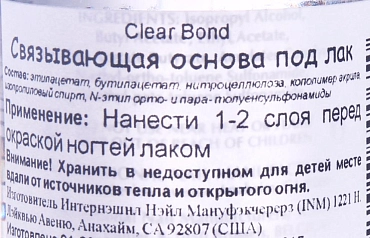 Clear Bond
Связывающая основа под лак
Состав: этилацетат, бутилацетат, нитроцеллюлоза, кополимер акрила,
изопропиловый спирт, N-этил орто- и пара- толуенсульфонамиды
Применение: Нанести 1-2 слоя перед
окраской ногтей лаком
Внимание! Хранить в недоступном для детей месте
вдали от источников тепла и открытого огня.
Изготовитель Интернэшнл Нэйл Мануфэкчерерз (INM) 1221 Н.
Лэйквью Авеню, Анахайм, CA 92807 (США)